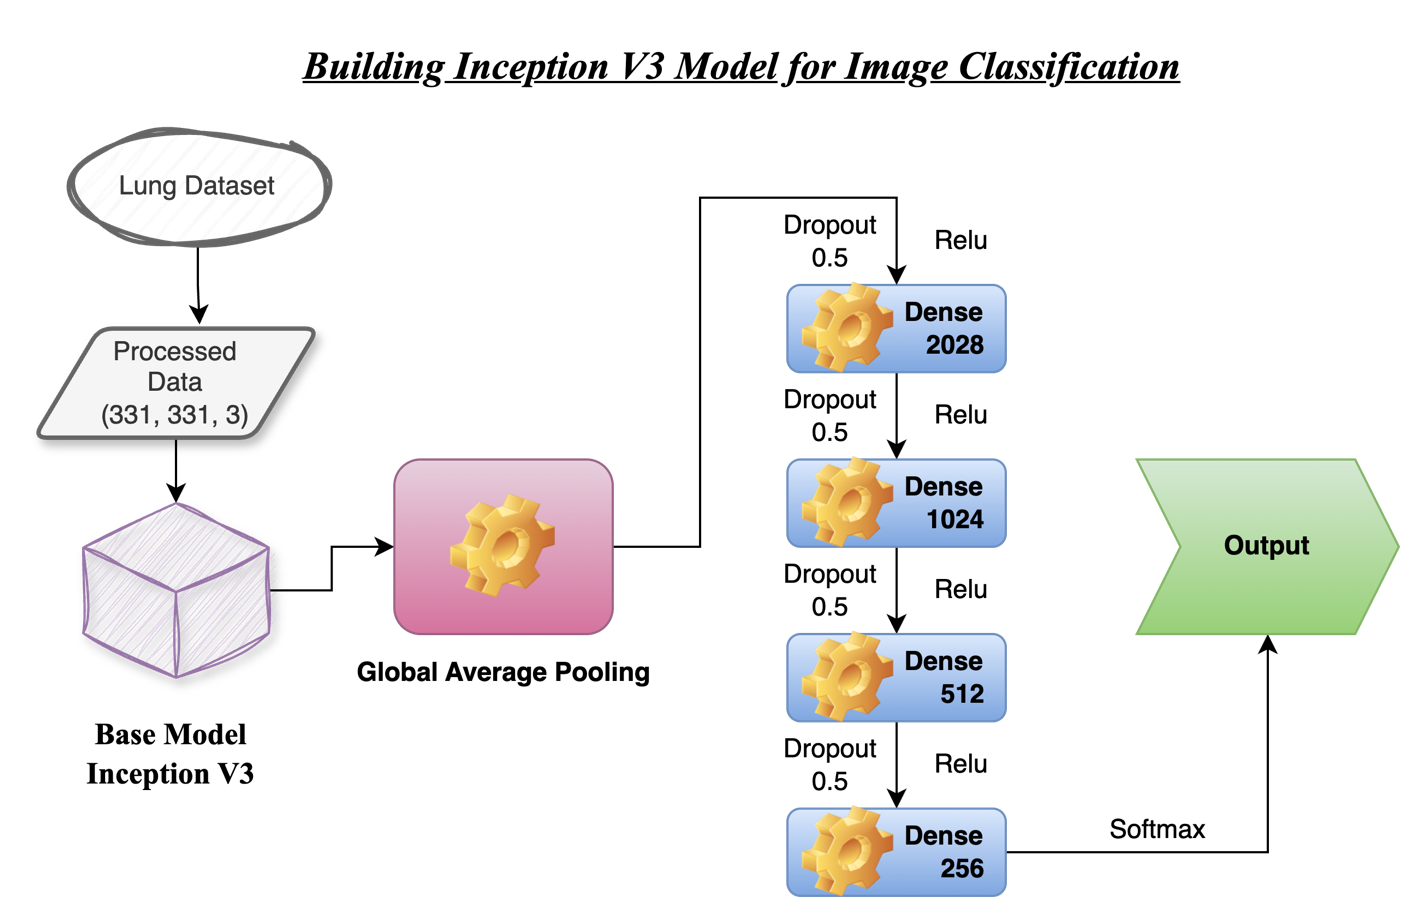 Building Inception V3 Model for Image Classification
Lung Dataset
Processed
Data
(331, 331, 3)
Base Model
Inception V3
Global Average Pooling
Dropout
0.5
Relu
Dense
2028
Dropout
0.5
Relu
Dense
1024
Dropout
0.5
Relu
Dense
512
Dropout
0.5
Relu
Dense
256
Softmax
Output